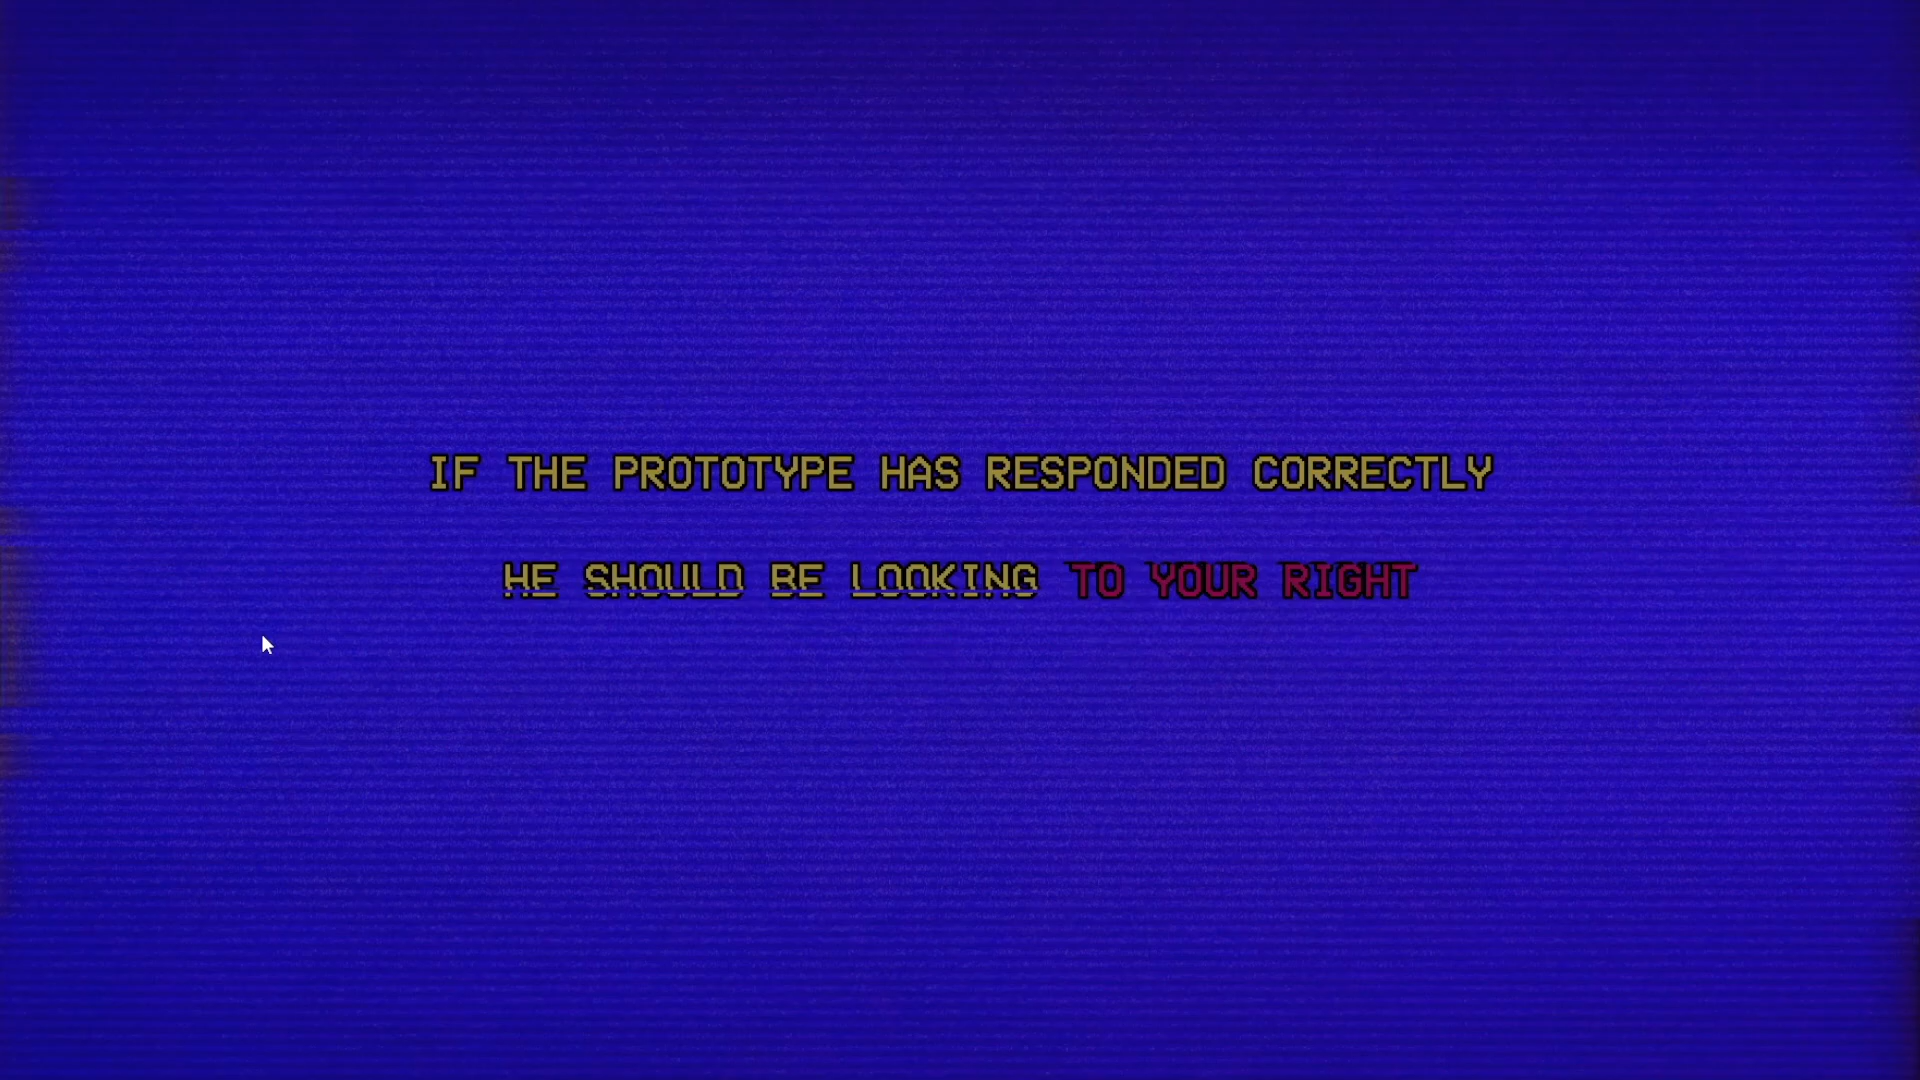 IF THE PROTOTYPE HAS RESPONDED CORRECTLY
HE SHOULD BE LOOKING TO YOUR RIGHT